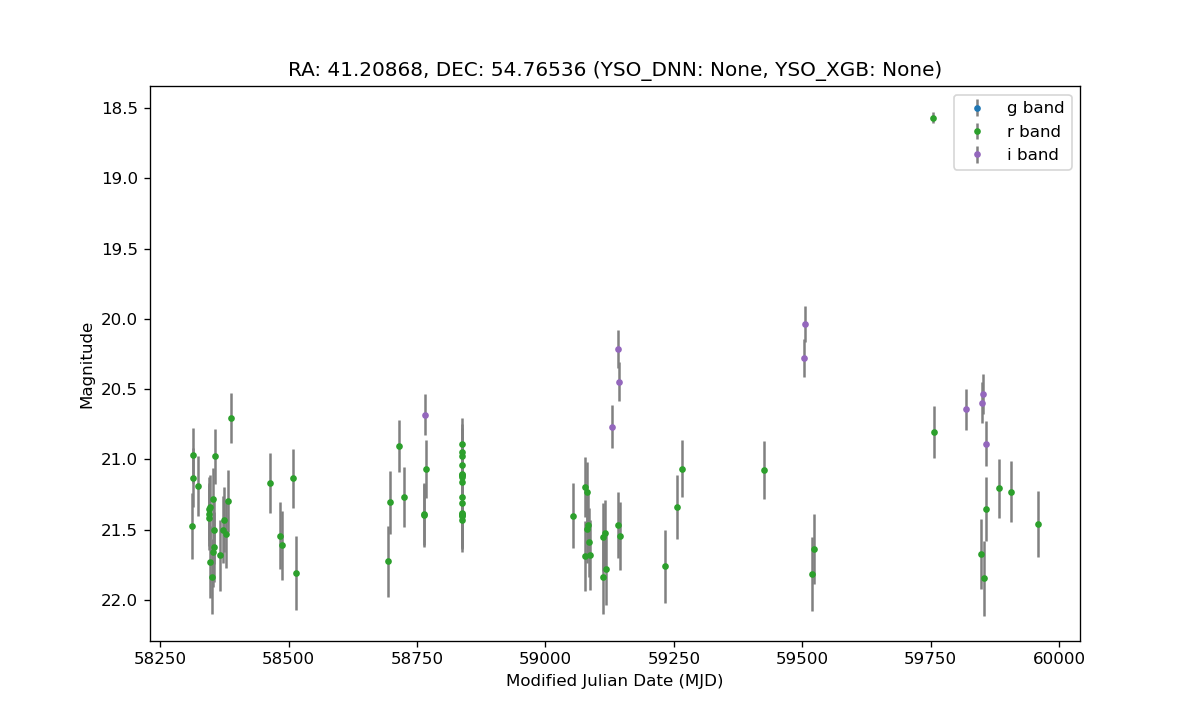 RA: 41.20868, DEC: 54.76536 (YSO_DNN: None, YSO_XGB: None)
g band
r band
i band
18.5
19.0
19.5
20.0
20.5
21.0
21.5
22.0
Magnitude
58250 58500 58750 59000 59250 59500 59750 60000
Modified Julian Date (MJD)